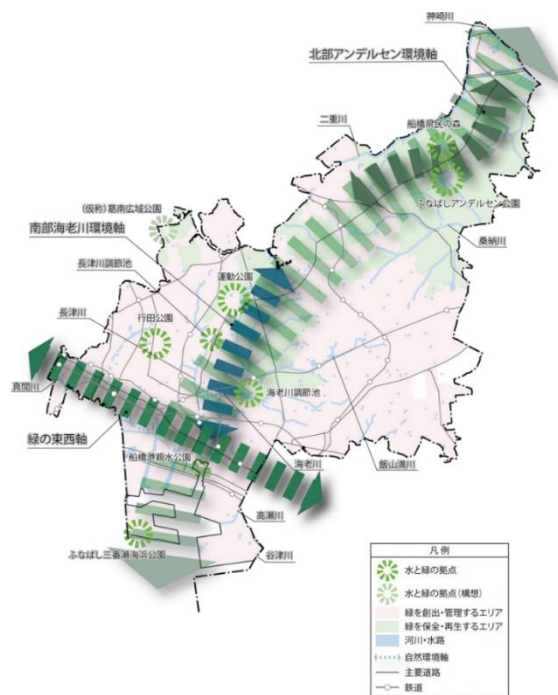 神崎川
北部アンデルセン環境軸
船橋県民の森
二重川
ふなばしアンデルセン公園
(仮称)葛南広域公園
桑納川
南部海老川環境軸
長津川調節池
運動公園
行田公園
長津川
真間川
海老川調節池
緑の東西軸
船橋港親水公園
海老川
飯山満川
高瀬川
ふなばし三番瀬海浜公園
谷津川
凡例
水と緑の拠点
水と緑の拠点(構想)
緑を創出・管理するエリア
緑を保全・再生するエリア
河川・水路
自然環境軸
主要道路
鉄道